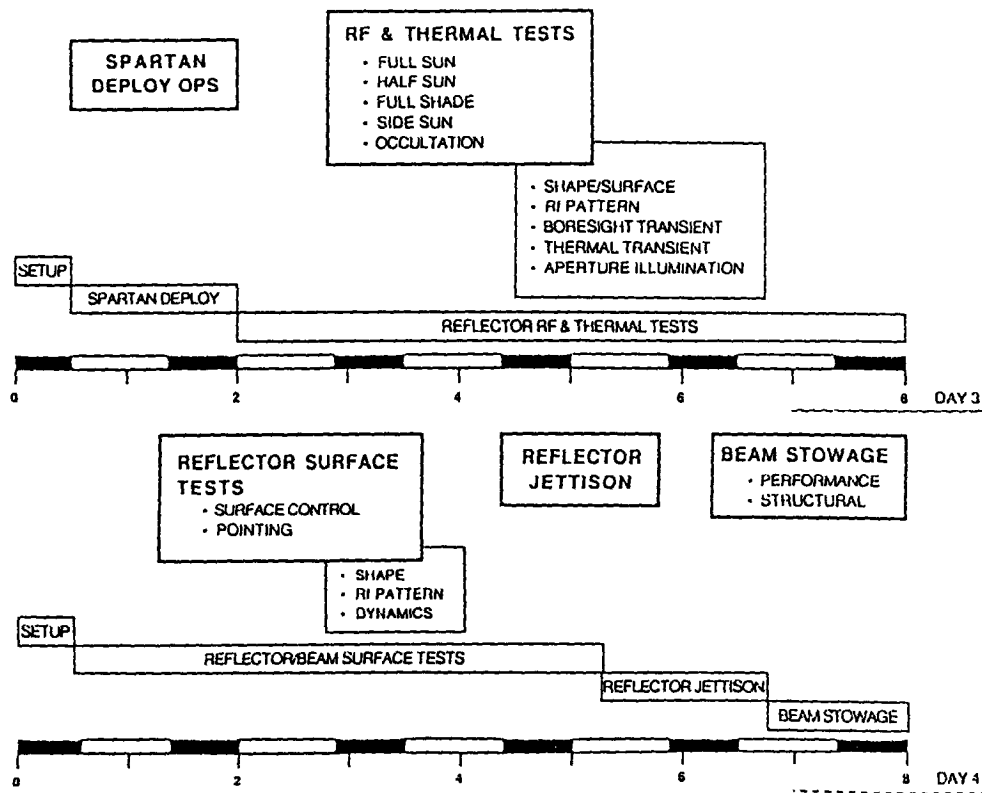 SPARTAN
DEPLOY OPS
RF & THERMAL TESTS
• FULL SUN
• HALF SUN
• FULL SHADE
• SIDE SUN
• OCCULTATION
• SHAPE/SURFACE
• RI PATTERN
• BORESIGHT TRANSIENT
• THERMAL TRANSIENT
• APERTURE ILLUMINATION
SETUP
SPARTAN DEPLOY
REFLECTOR RF & THERMAL TESTS
0 2 4 6 8 DAY 3
REFLECTOR SURFACE
TESTS
• SURFACE CONTROL
• POINTING
REFLECTOR
JETTISON
BEAM STOWAGE
• PERFORMANCE
• STRUCTURAL
• SHAPE
• RI PATTERN
• DYNAMICS
SETUP
REFLECTOR/BEAM SURFACE TESTS
REFLECTOR JETTISON
BEAM STOWAGE
0 2 4 6 8 DAY 4